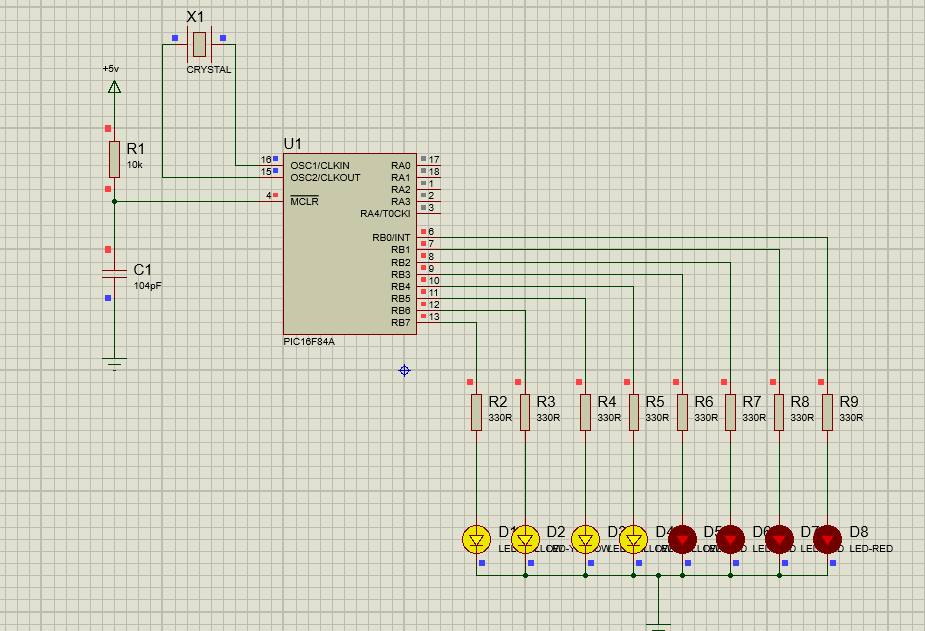 X1
CRYSTAL
+5v
R1
10k
C1
104pF
U1
16 OSC1/CLKIN
15 OSC2/CLKOUT
4 MCLR
RA0 17
RA1 18
RA2 1
RA3 2
RA4/T0CKI 3
RB0/INT 6
RB1 7
RB2 8
RB3 9
RB4 10
RB5 11
RB6 12
RB7 13
PIC16F84A
R2 R3 R4 R5 R6 R7 R8 R9
330R 330R 330R 330R 330R 330R 330R 330R
D1 D2 D3 D4 D5 D6 D7 D8
LED-RED